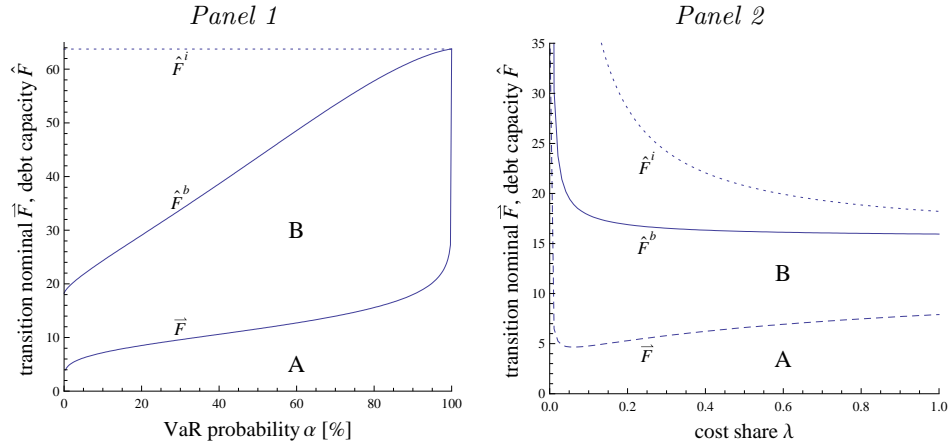 Panel 1
transition nominal F⃗, debt capacity F̂
60
50
40
30
20
10
0
F̂ⁱ
F̂ᵇ
B
F⃗
A
0
20
40
60
80
100
VaR probability α [%]
Panel 2
transition nominal F⃗, debt capacity F̂
35
30
25
20
15
10
5
0
F̂ⁱ
F̂ᵇ
B
F⃗
A
0.0
0.2
0.4
0.6
0.8
1.0
cost share λ